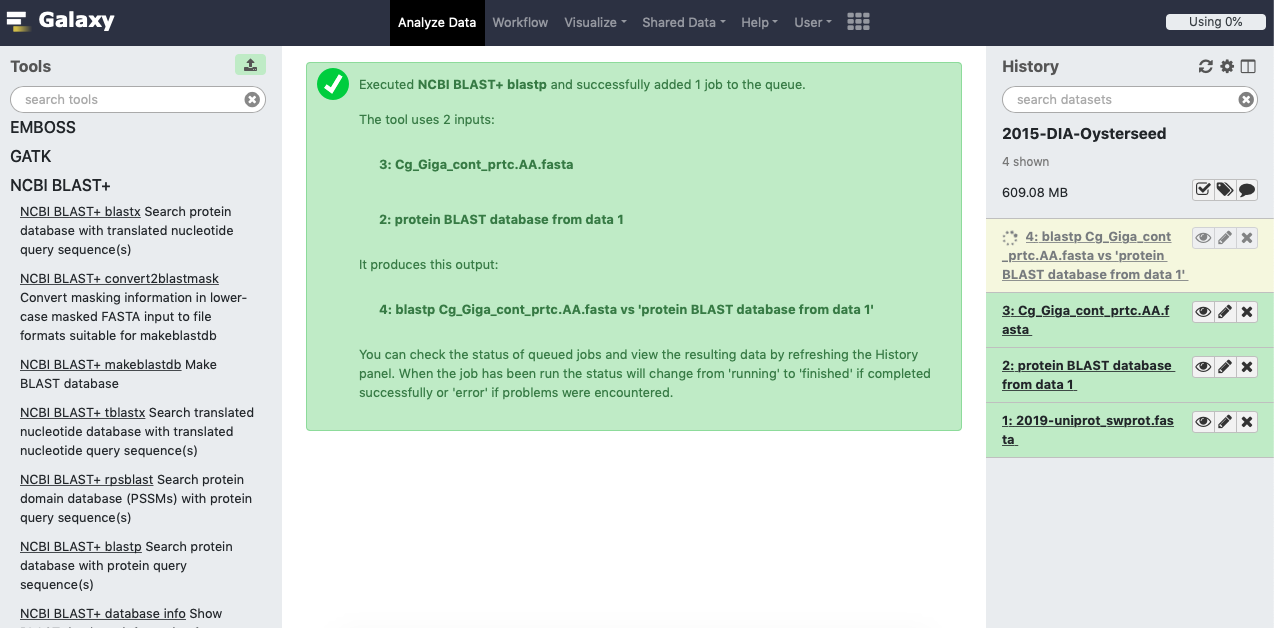 Galaxy
Analyze Data
Workflow
Visualize
Shared Data
Help
User
Using 0%
Tools
search tools
EMBOSS
GATK
NCBI BLAST+
NCBI BLAST+ blastx Search protein
database with translated nucleotide
query sequence(s)
NCBI BLAST+ convert2blastmask
Convert masking information in lower-
case masked FASTA input to file
formats suitable for makeblastdb
NCBI BLAST+ makeblastdb Make
BLAST database
NCBI BLAST+ tblastx Search translated
nucleotide database with translated
nucleotide query sequence(s)
NCBI BLAST+ rpsblast Search protein
domain database (PSSMs) with protein
query sequence(s)
NCBI BLAST+ blastp Search protein
database with protein query
sequence(s)
NCBI BLAST+ database info Show
Executed NCBI BLAST+ blastp and successfully added 1 job to the queue.
The tool uses 2 inputs:
3: Cg_Giga_cont_prtc.AA.fasta
2: protein BLAST database from data 1
It produces this output:
4: blastp Cg_Giga_cont_prtc.AA.fasta vs 'protein BLAST database from data 1'
You can check the status of queued jobs and view the resulting data by refreshing the History
panel. When the job has been run the status will change from 'running' to 'finished' if completed
successfully or 'error' if problems were encountered.
History
search datasets
2015-DIA-Oysterseed
4 shown
609.08 MB
4: blastp Cg_Giga_cont
_prtc.AA.fasta vs 'protein
BLAST database from data 1'
3: Cg_Giga_cont_prtc.AA.f
asta
2: protein BLAST database
from data 1
1: 2019-uniprot_swprot.fas
ta